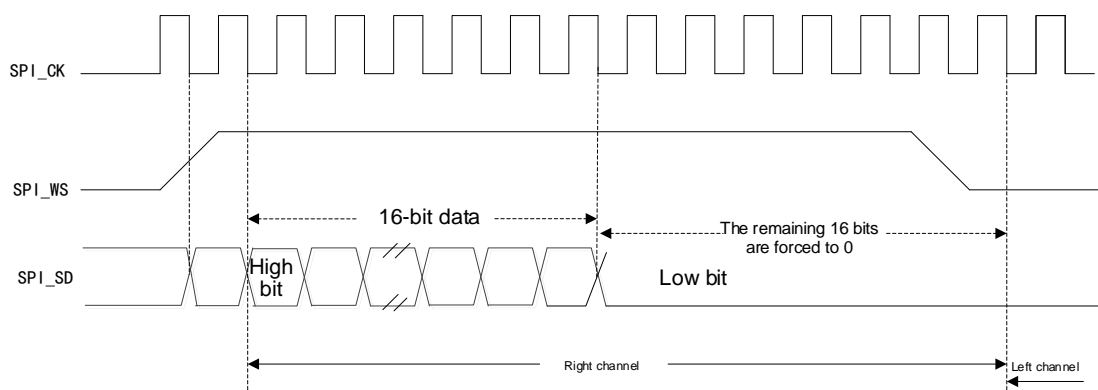 SPI_CK
SPI_WS
16-bit data
The remaining 16 bits
are forced to 0
SPI_SD
High
bit
Low bit
Right channel
Left channel